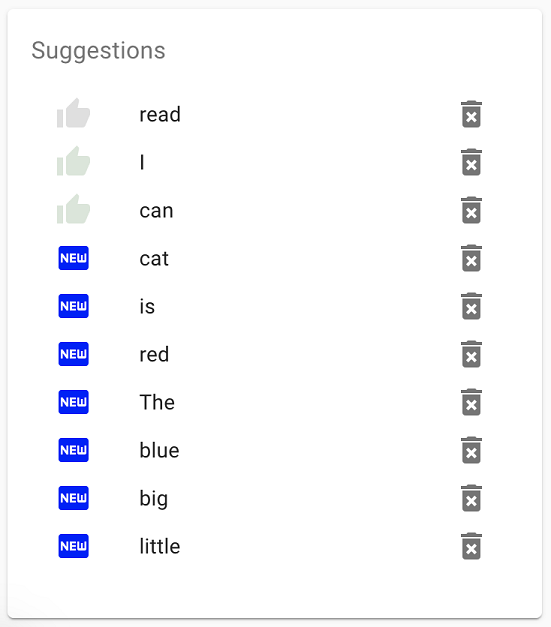 Suggestions
read
I
can
NEW cat
NEW is
NEW red
NEW The
NEW blue
NEW big
NEW little